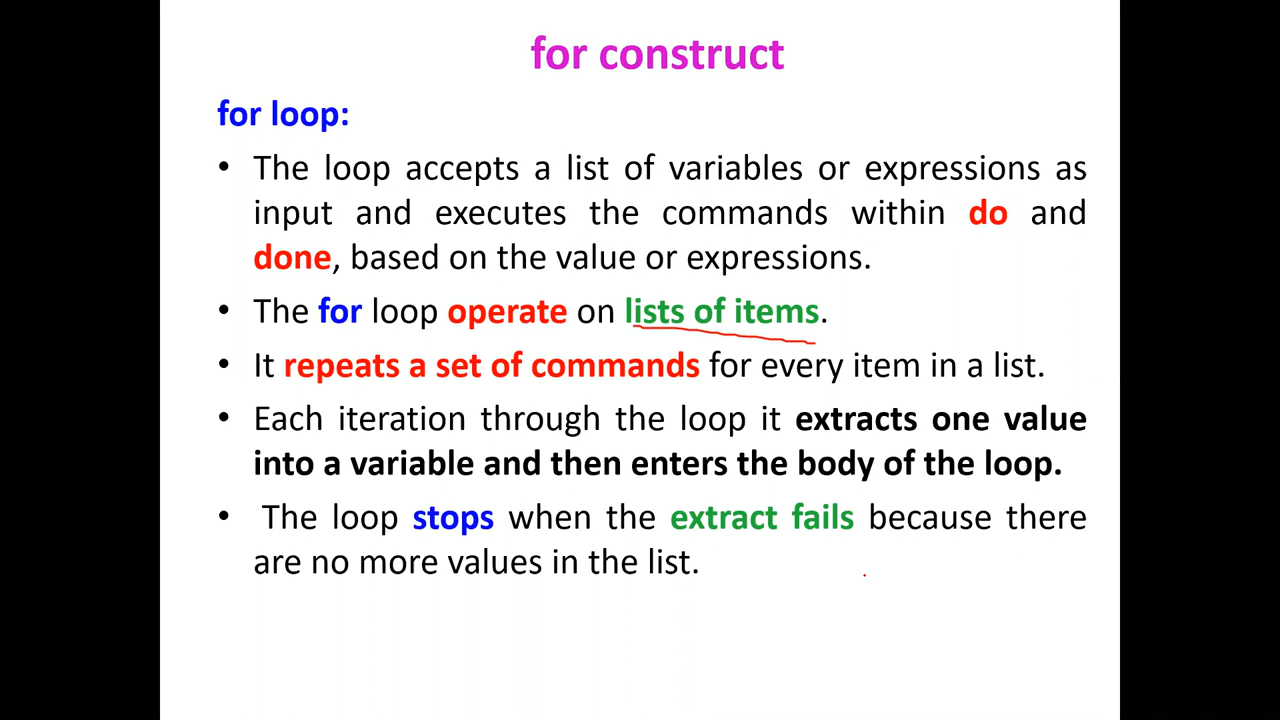 for construct
for loop:
• The loop accepts a list of variables or expressions as
input and executes the commands within do and
done, based on the value or expressions.
• The for loop operate on lists of items.
• It repeats a set of commands for every item in a list.
• Each iteration through the loop it extracts one value
into a variable and then enters the body of the loop.
• The loop stops when the extract fails because there
are no more values in the list.